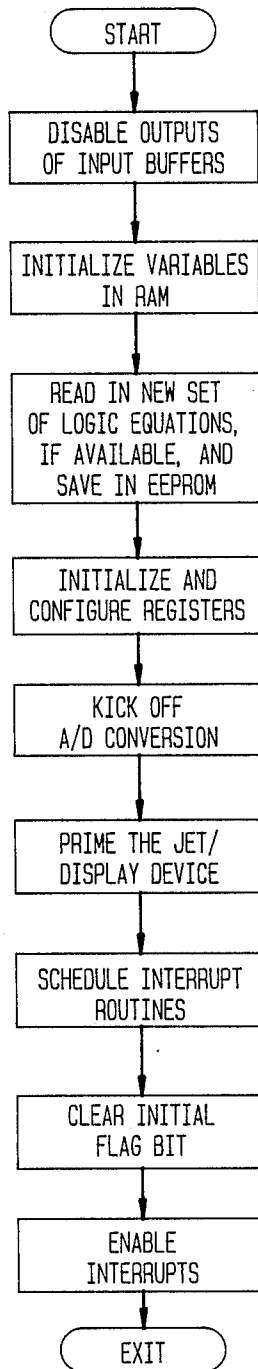 START
DISABLE OUTPUTS
OF INPUT BUFFERS
INITIALIZE VARIABLES
IN RAM
READ IN NEW SET
OF LOGIC EQUATIONS,
IF AVAILABLE, AND
SAVE IN EEPROM
INITIALIZE AND
CONFIGURE REGISTERS
KICK OFF
A/D CONVERSION
PRIME THE JET/
DISPLAY DEVICE
SCHEDULE INTERRUPT
ROUTINES
CLEAR INITIAL
FLAG BIT
ENABLE
INTERRUPTS
EXIT